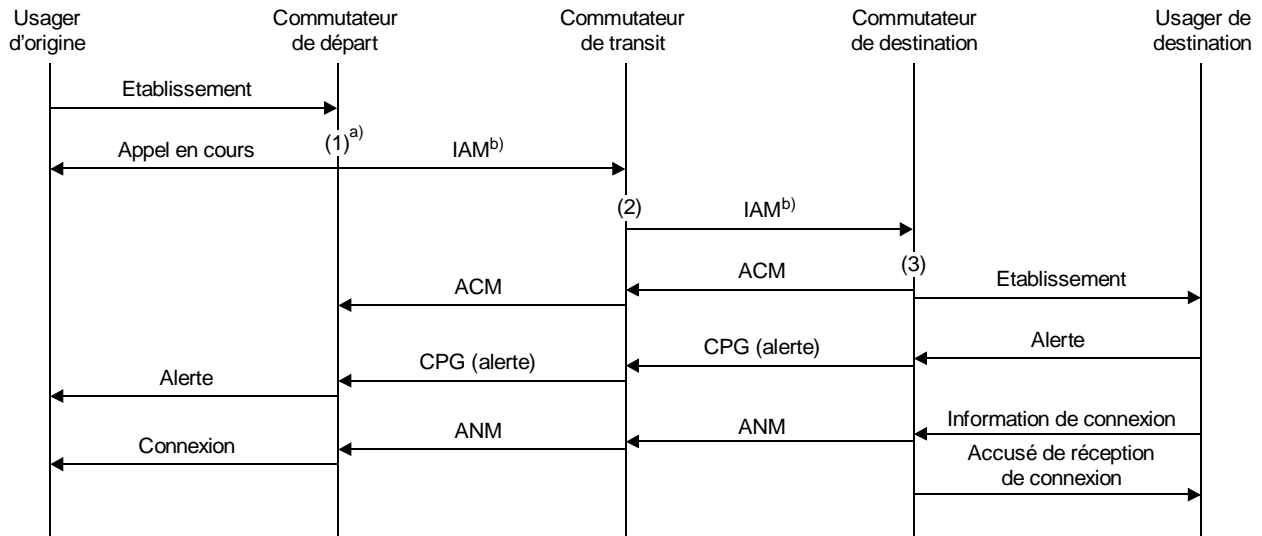 Usager
d'origine
Commutateur
de départ
Commutateur
de transit
Commutateur
de destination
Usager de
destination
Etablissement
(1)a)
Appel en cours
IAMb)
(2)
IAMb)
(3)
ACM
ACM
Etablissement
Alerte
CPG (alerte)
CPG (alerte)
Alerte
Information de connexion
ANM
ANM
Connexion
Accusé de réception
de connexion